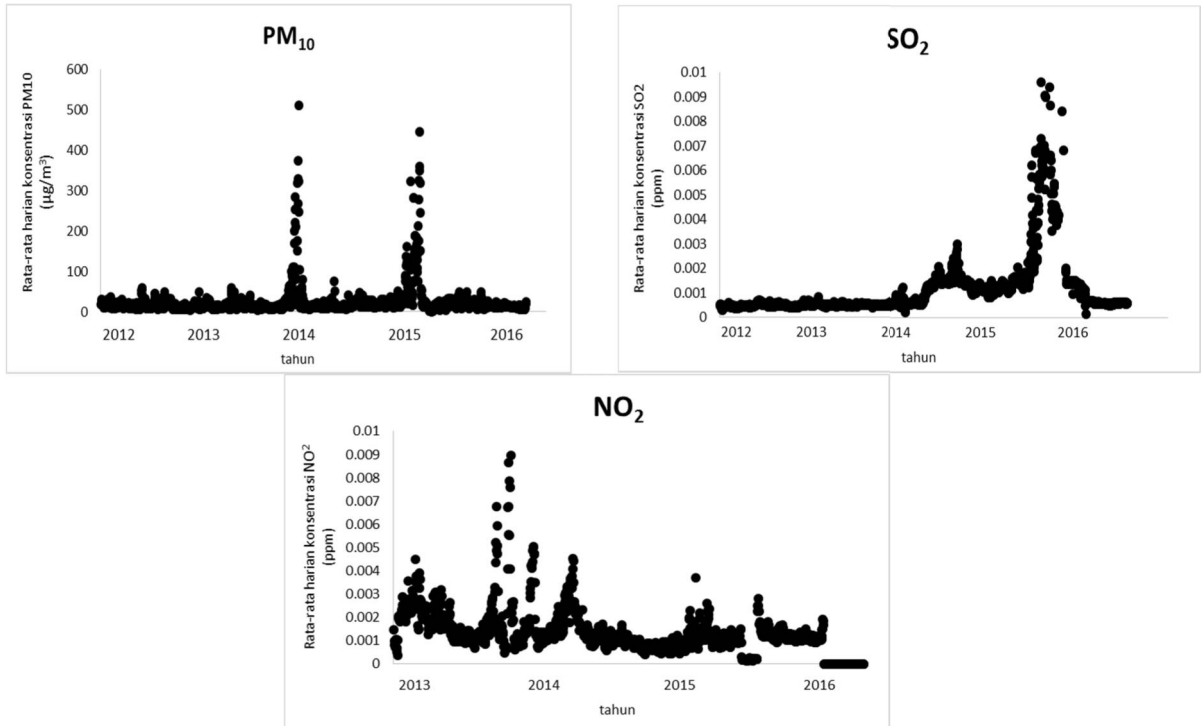 PM₁₀
Rata-rata harian konsentrasi PM10
(µg/m³)
600
500
400
300
200
100
0
2012 2013 2014 2015 2016
tahun
SO₂
Rata-rata harian konsentrasi SO2
(ppm)
0.01
0.009
0.008
0.007
0.006
0.005
0.004
0.003
0.002
0.001
0
2012 2013 2014 2015 2016
tahun
NO₂
Rata-rata harian konsentrasi NO²
(ppm)
0.01
0.009
0.008
0.007
0.006
0.005
0.004
0.003
0.002
0.001
0
2013 2014 2015 2016
tahun